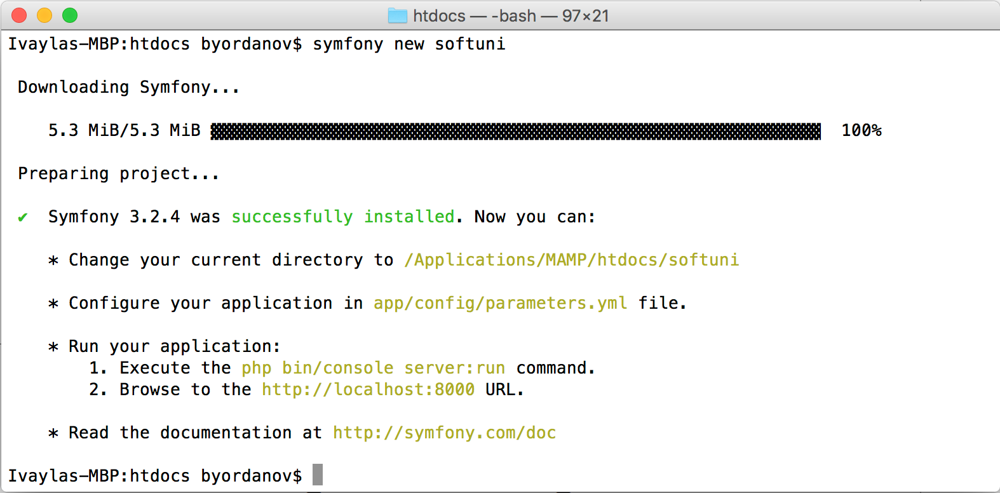 htdocs — -bash — 97×21
Ivaylas-MBP:htdocs byordanov$ symfony new softuni
Downloading Symfony...
5.3 MiB/5.3 MiB ▓▓▓▓▓▓▓▓▓▓▓▓▓▓▓▓▓▓▓▓▓▓▓▓▓▓▓▓▓▓▓▓▓▓▓▓▓▓▓▓▓▓▓▓▓▓▓▓▓▓▓▓▓▓▓▓▓▓▓▓ 100%
Preparing project...
✔ Symfony 3.2.4 was successfully installed. Now you can:
* Change your current directory to /Applications/MAMP/htdocs/softuni
* Configure your application in app/config/parameters.yml file.
* Run your application:
1. Execute the php bin/console server:run command.
2. Browse to the http://localhost:8000 URL.
* Read the documentation at http://symfony.com/doc
Ivaylas-MBP:htdocs byordanov$